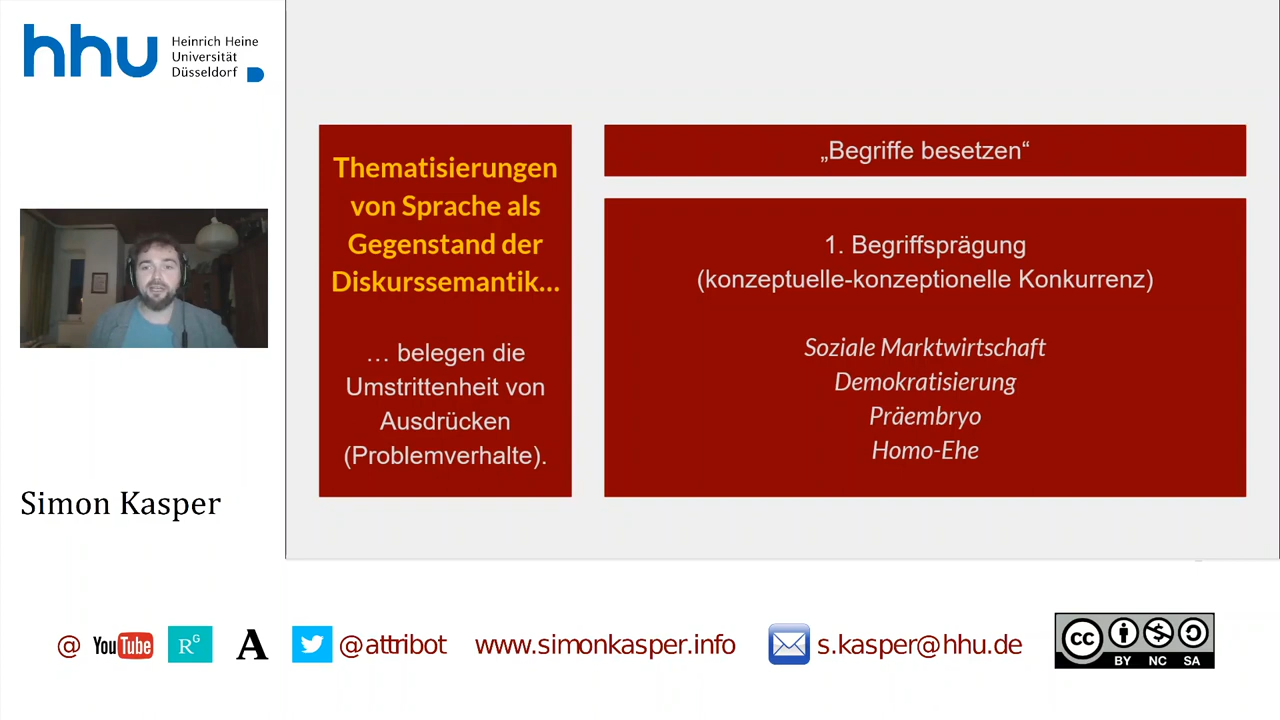 hhu Heinrich Heine
Universität
Düsseldorf
Thematisierungen
von Sprache als
Gegenstand der
Diskurssemantik…
… belegen die
Umstrittenheit von
Ausdrücken
(Problemverhalte).
„Begriffe besetzen“
1. Begriffsprägung
(konzeptuelle-konzeptionelle Konkurrenz)
Soziale Marktwirtschaft
Demokratisierung
Präembryo
Homo-Ehe
Simon Kasper
@ YouTube RG A @attribot www.simonkasper.info s.kasper@hhu.de
cc
BY NC SA